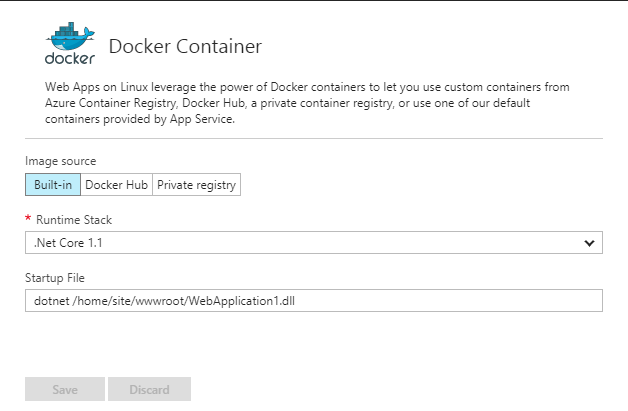 docker
Docker Container
Web Apps on Linux leverage the power of Docker containers to let you use custom containers from
Azure Container Registry, Docker Hub, a private container registry, or use one of our default
containers provided by App Service.
Image source
Built-in Docker Hub Private registry
* Runtime Stack
.Net Core 1.1
Startup File
dotnet /home/site/wwwroot/WebApplication1.dll
Save Discard